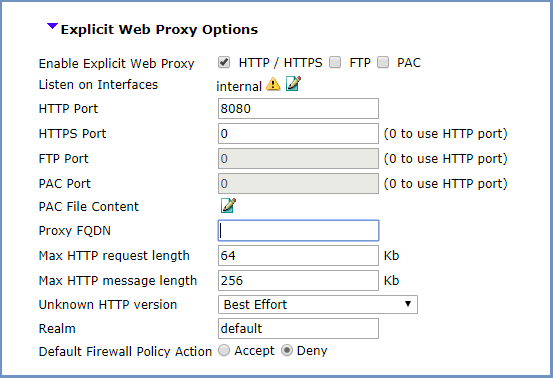 Explicit Web Proxy Options
Enable Explicit Web Proxy HTTP / HTTPS FTP PAC
Listen on Interfaces internal
HTTP Port 8080
HTTPS Port 0 (0 to use HTTP port)
FTP Port 0 (0 to use HTTP port)
PAC Port 0 (0 to use HTTP port)
PAC File Content
Proxy FQDN
Max HTTP request length 64 Kb
Max HTTP message length 256 Kb
Unknown HTTP version Best Effort
Realm default
Default Firewall Policy Action Accept Deny